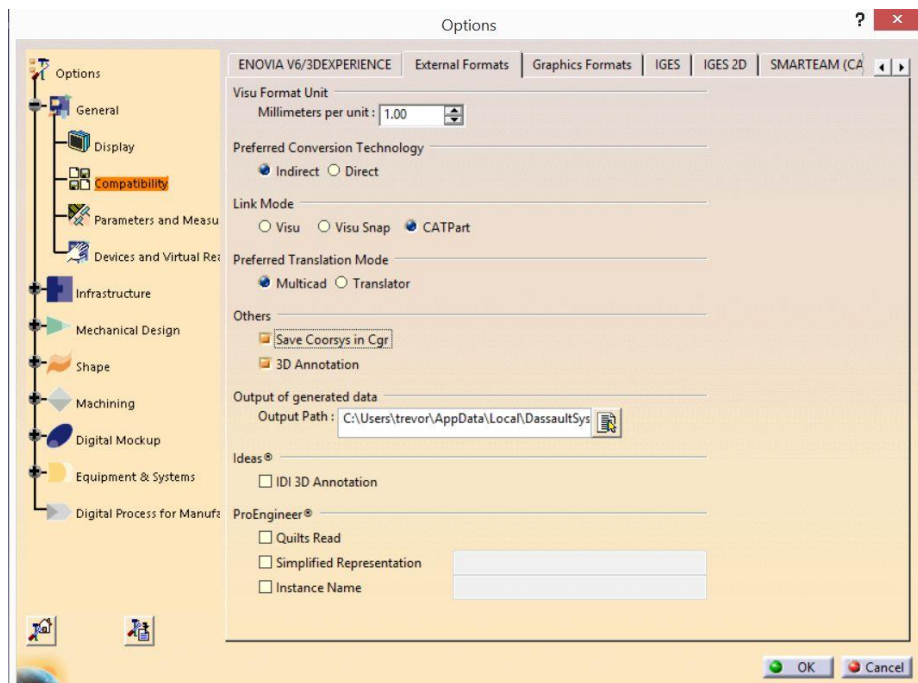 Options
?
Options
General
Display
Compatibility
Parameters and Measu
Devices and Virtual Rea
Infrastructure
Mechanical Design
Shape
Machining
Digital Mockup
Equipment & Systems
Digital Process for Manufa
ENOVIA V6/3DEXPERIENCE External Formats Graphics Formats IGES IGES 2D SMARTEAM (CA
Visu Format Unit
Millimeters per unit : 1.00
Preferred Conversion Technology
Indirect Direct
Link Mode
Visu Visu Snap CATPart
Preferred Translation Mode
Multicad Translator
Others
Save Coorsys in Cgr
3D Annotation
Output of generated data
Output Path : C:\Users\trevor\AppData\Local\DassaultSys
Ideas®
IDI 3D Annotation
ProEngineer®
Quilts Read
Simplified Representation
Instance Name
OK Cancel